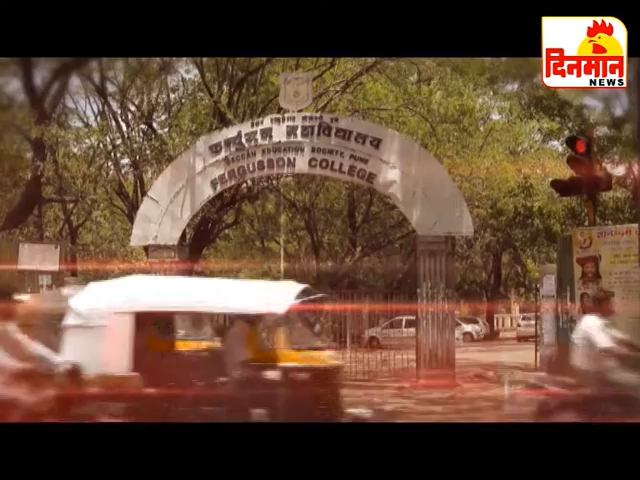 दिनमान
NEWS
फर्ग्युसन महाविद्यालय
DECCAN EDUCATION SOCIETY, PUNE
FERGUSSON COLLEGE